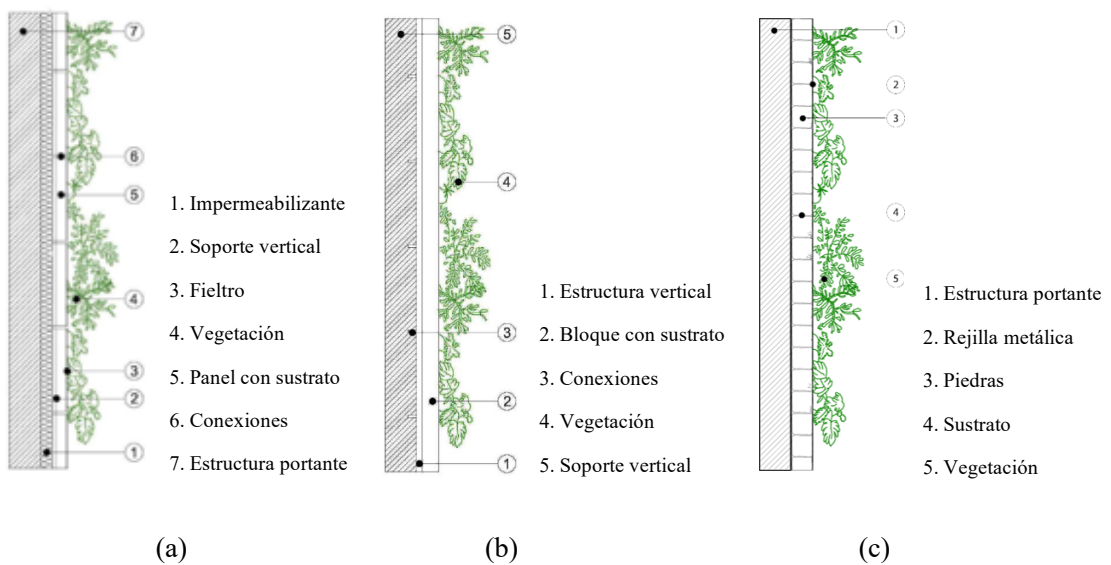 7
6
5
4
3
2
1
1. Impermeabilizante
2. Soporte vertical
3. Fieltro
4. Vegetación
5. Panel con sustrato
6. Conexiones
7. Estructura portante
(a)
5
4
3
2
1
1. Estructura vertical
2. Bloque con sustrato
3. Conexiones
4. Vegetación
5. Soporte vertical
(b)
1
2
3
4
5
1. Estructura portante
2. Rejilla metálica
3. Piedras
4. Sustrato
5. Vegetación
(c)